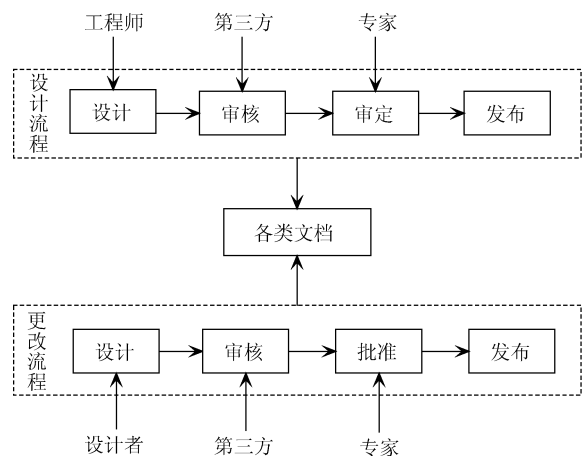 工程师 第三方 专家
设计流程
设计 审核 审定 发布
各类文档
更改流程
设计 审核 批准 发布
设计者 第三方 专家